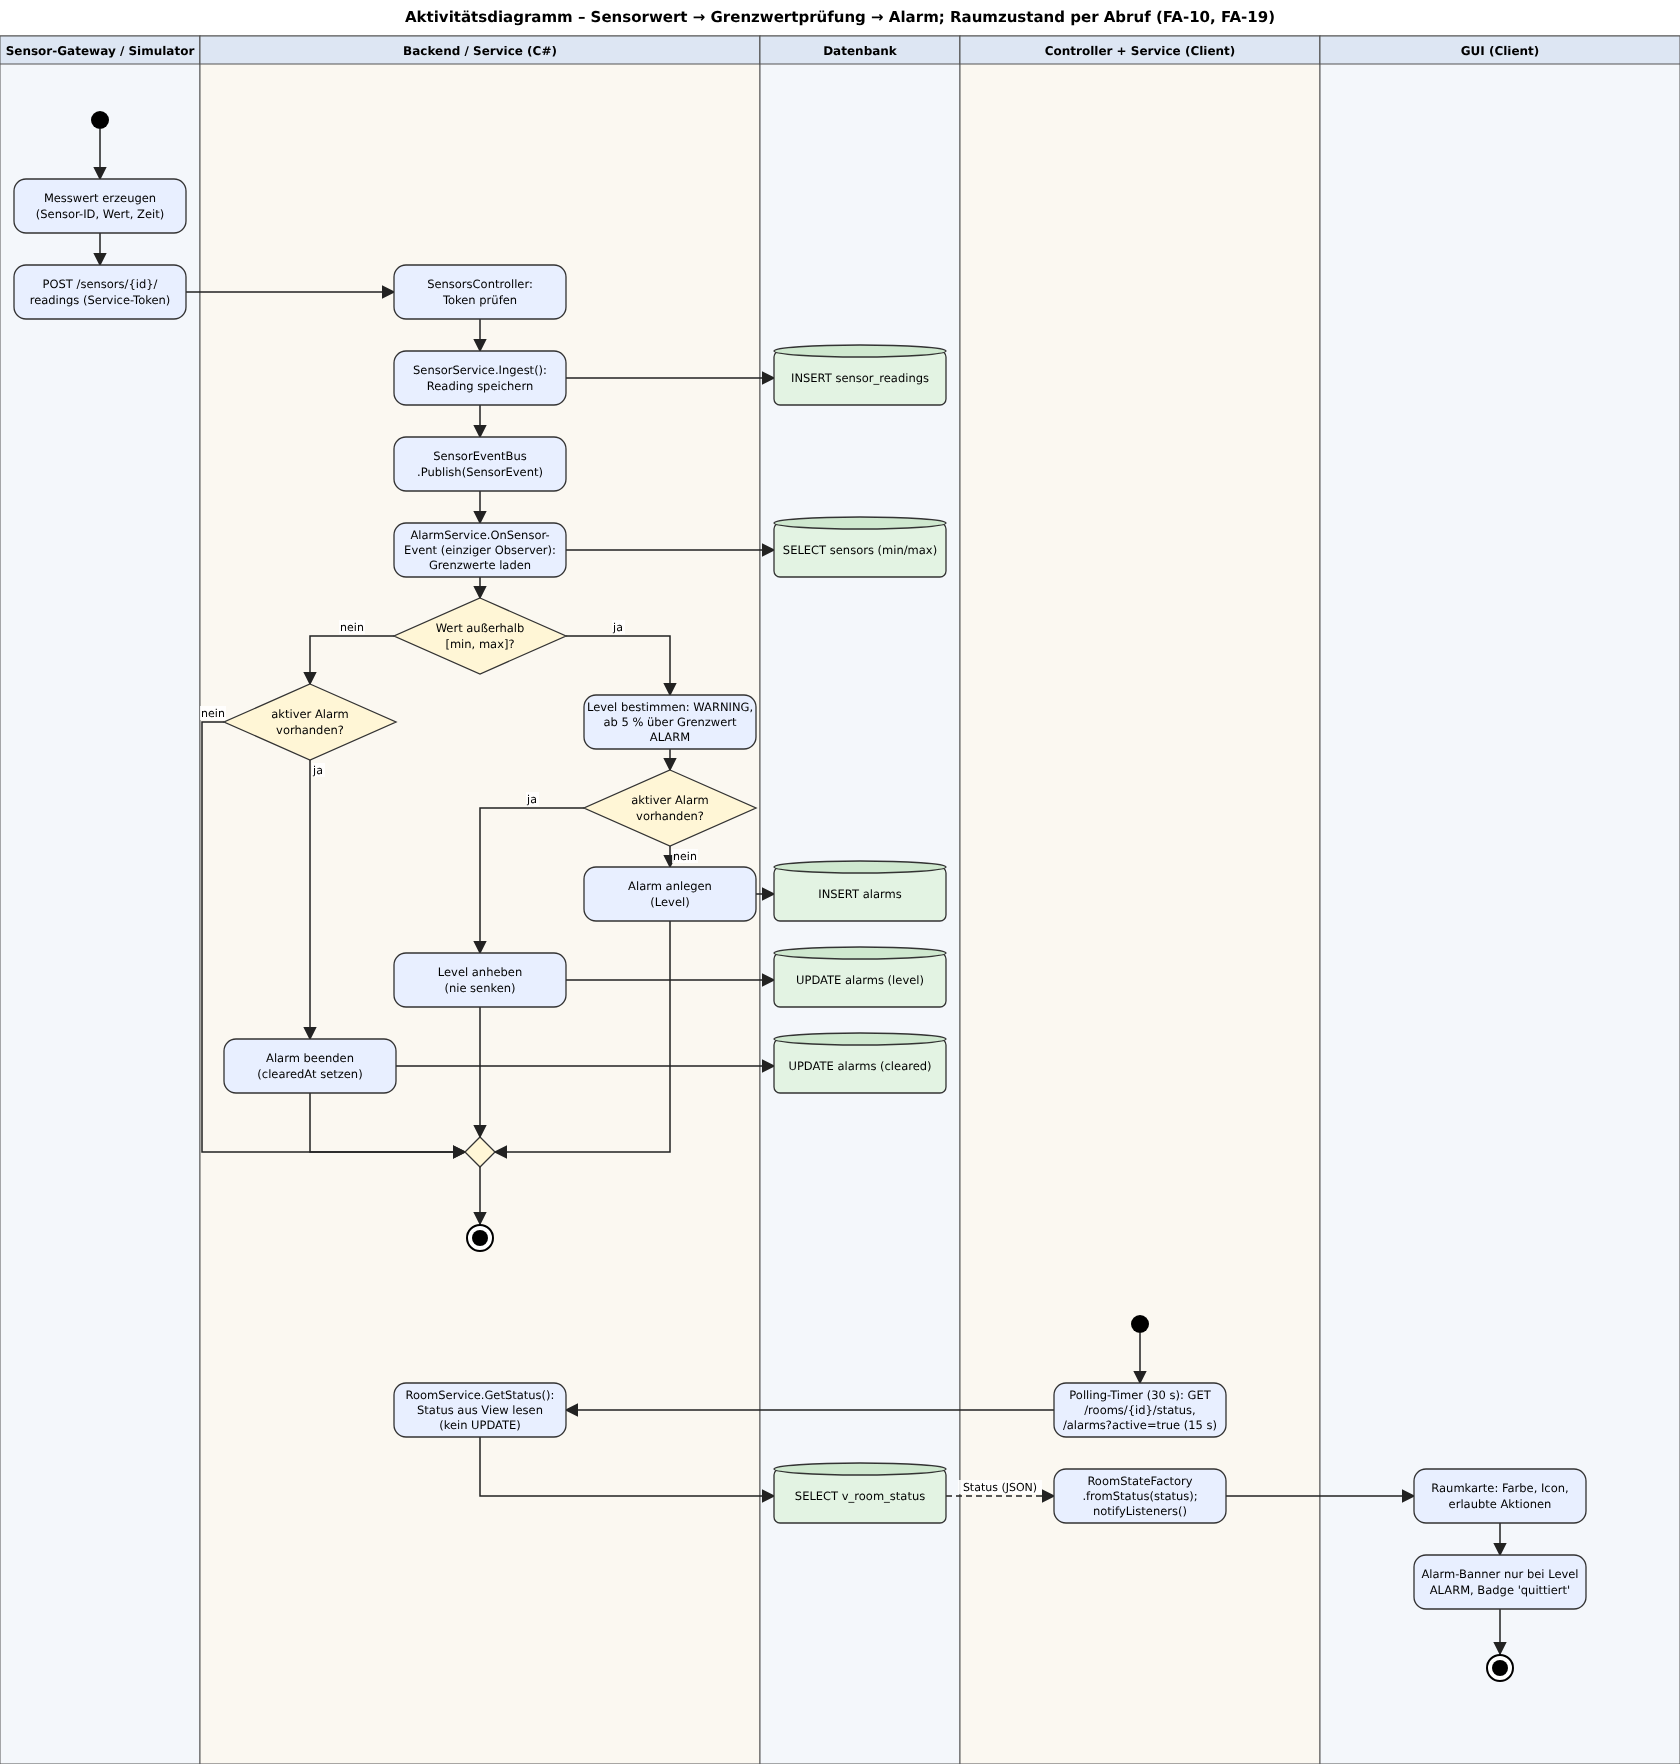 Aktivitätsdiagramm – Sensorwert → Grenzwertprüfung → Alarm; Raumzustand per Abruf (FA-10, FA-19)
Sensor-Gateway / Simulator
Backend / Service (C#)
Datenbank
Controller + Service (Client)
GUI (Client)
Messwert erzeugen
(Sensor-ID, Wert, Zeit)
POST /sensors/{id}/
readings (Service-Token)
SensorsController:
Token prüfen
SensorService.Ingest():
Reading speichern
INSERT sensor_readings
SensorEventBus
.Publish(SensorEvent)
AlarmService.OnSensor-
Event (einziger Observer):
Grenzwerte laden
SELECT sensors (min/max)
Wert außerhalb
[min, max]?
nein
ja
aktiver Alarm
vorhanden?
nein
ja
Level bestimmen: WARNING,
ab 5 % über Grenzwert
ALARM
aktiver Alarm
vorhanden?
ja
nein
Alarm anlegen
(Level)
INSERT alarms
Level anheben
(nie senken)
UPDATE alarms (level)
Alarm beenden
(clearedAt setzen)
UPDATE alarms (cleared)
RoomService.GetStatus():
Status aus View lesen
(kein UPDATE)
Polling-Timer (30 s): GET
/rooms/{id}/status,
/alarms?active=true (15 s)
SELECT v_room_status
Status (JSON)
RoomStateFactory
.fromStatus(status);
notifyListeners()
Raumkarte: Farbe, Icon,
erlaubte Aktionen
Alarm-Banner nur bei Level
ALARM, Badge 'quittiert'